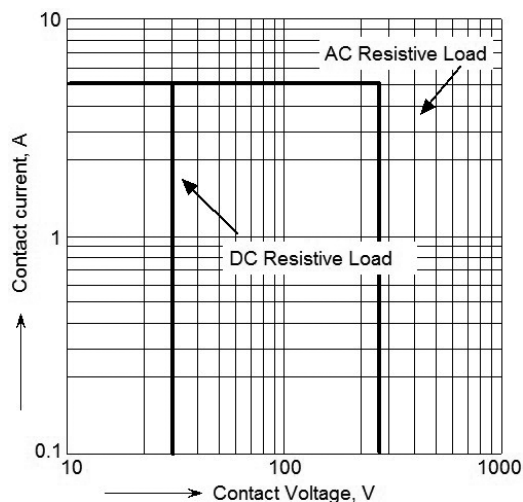 10
AC Resistive Load
Contact current, A
1
DC Resistive Load
0.1
10
100
1000
Contact Voltage, V